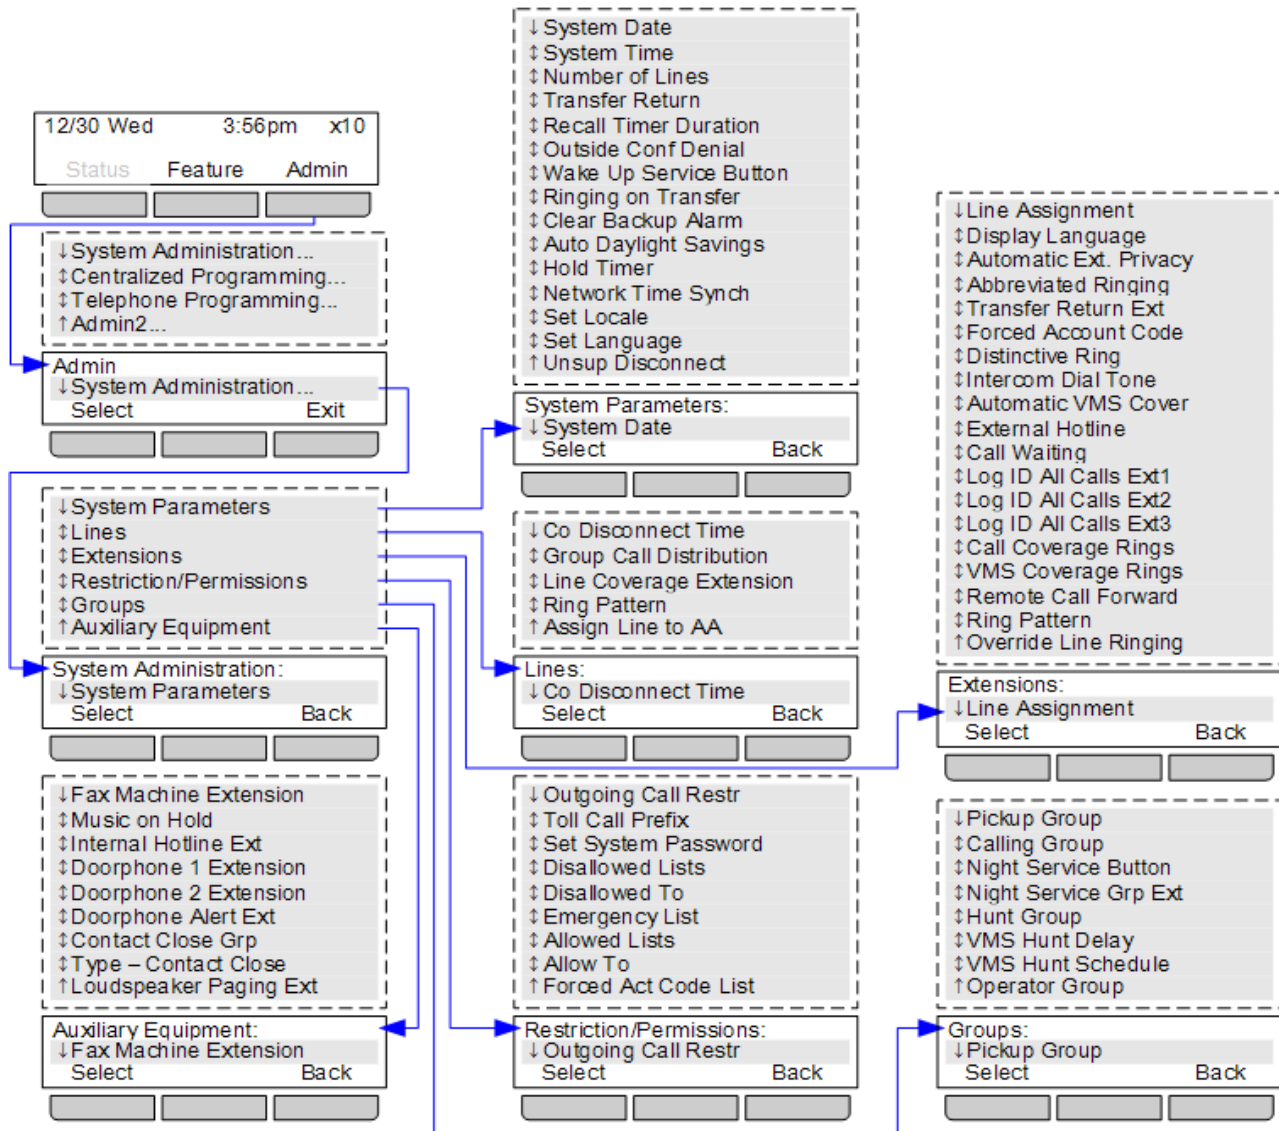 12/30 Wed 3:56pm x10
Status Feature Admin
↓System Administration...
↕Centralized Programming...
↕Telephone Programming...
↑Admin2...
Admin
↓System Administration...
Select Exit
↓System Parameters
↕Lines
↕Extensions
↕Restriction/Permissions
↕Groups
↑Auxiliary Equipment
System Administration:
↓System Parameters
Select Back
↓Fax Machine Extension
↕Music on Hold
↕Internal Hotline Ext
↕Doorphone 1 Extension
↕Doorphone 2 Extension
↕Doorphone Alert Ext
↕Contact Close Grp
↕Type – Contact Close
↑Loudspeaker Paging Ext
Auxiliary Equipment:
↓Fax Machine Extension
Select Back
↓System Date
↕System Time
↕Number of Lines
↕Transfer Return
↕Recall Timer Duration
↕Outside Conf Denial
↕Wake Up Service Button
↕Ringing on Transfer
↕Clear Backup Alarm
↕Auto Daylight Savings
↕Hold Timer
↕Network Time Synch
↕Set Locale
↕Set Language
↑Unsup Disconnect
System Parameters:
↓System Date
Select Back
↓Co Disconnect Time
↕Group Call Distribution
↕Line Coverage Extension
↕Ring Pattern
↑Assign Line to AA
Lines:
↓Co Disconnect Time
Select Back
↓Outgoing Call Restr
↕Toll Call Prefix
↕Set System Password
↕Disallowed Lists
↕Disallowed To
↕Emergency List
↕Allowed Lists
↕Allow To
↑Forced Act Code List
Restriction/Permissions:
↓Outgoing Call Restr
Select Back
↓Line Assignment
↕Display Language
↕Automatic Ext. Privacy
↕Abbreviated Ringing
↕Transfer Return Ext
↕Forced Account Code
↕Distinctive Ring
↕Intercom Dial Tone
↕Automatic VMS Cover
↕External Hotline
↕Call Waiting
↕Log ID All Calls Ext1
↕Log ID All Calls Ext2
↕Log ID All Calls Ext3
↕Call Coverage Rings
↕VMS Coverage Rings
↕Remote Call Forward
↕Ring Pattern
↑Override Line Ringing
Extensions:
↓Line Assignment
Select Back
↓Pickup Group
↕Calling Group
↕Night Service Button
↕Night Service Grp Ext
↕Hunt Group
↕VMS Hunt Delay
↕VMS Hunt Schedule
↑Operator Group
Groups:
↓Pickup Group
Select Back